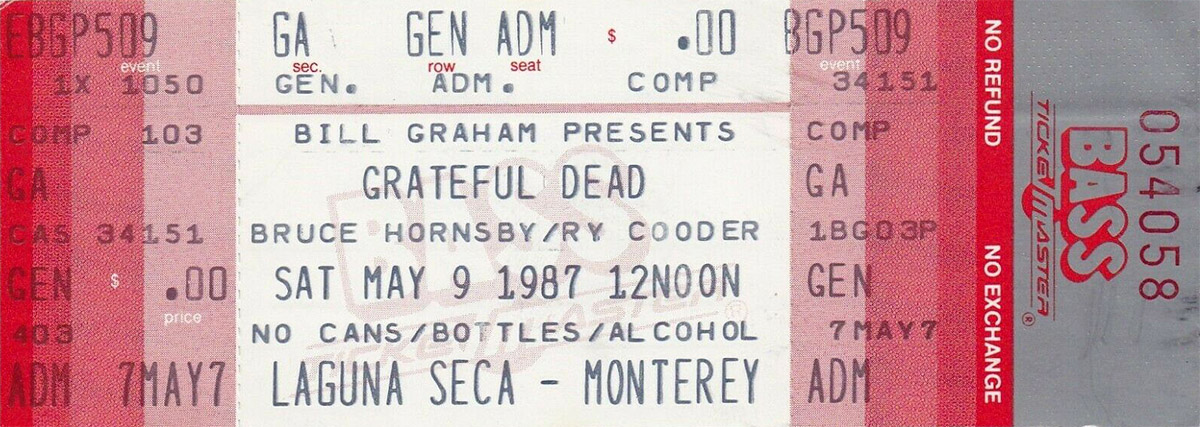 EBGP509 GA GEN ADM $ .00 BGP509
event sec. row seat event
1X 1050 GEN. ADM. COMP 34151
COMP 103 BILL GRAHAM PRESENTS COMP
GA GRATEFUL DEAD GA
CAS 34151 BRUCE HORNSBY/RY COODER 1BG03P
GEN $ .00 SAT MAY 9 1987 12NOON GEN
price
403 NO CANS/BOTTLES/ALCOHOL 7MAY7
ADM 7MAY7 LAGUNA SECA - MONTEREY ADM
BASS
TICKETMASTER
NO REFUND NO EXCHANGE
TICKETMASTER®
BASS
054058